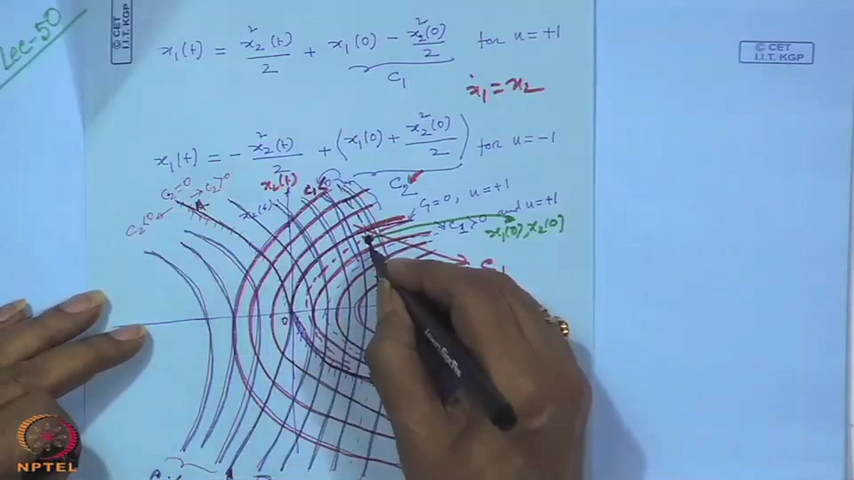 Lec-50
© CET
I.I.T. KGP
© CET
I.I.T. KGP
x₁(t) = x₂²(t)/2 + x₁(0) - x₂²(0)/2 for u=+1
C₁
ẋ₁ = x₂
x₁(t) = - x₂²(t)/2 + (x₁(0) + x₂²(0)/2) for u=-1
C₂
C₂=0
C₂>0
C₂<0
A
x₂(t)
x₂(t)
C₁<0
C₁=0, u=+1
C₁>0 and u=+1
x₁(0), x₂(0)
0
NPTEL